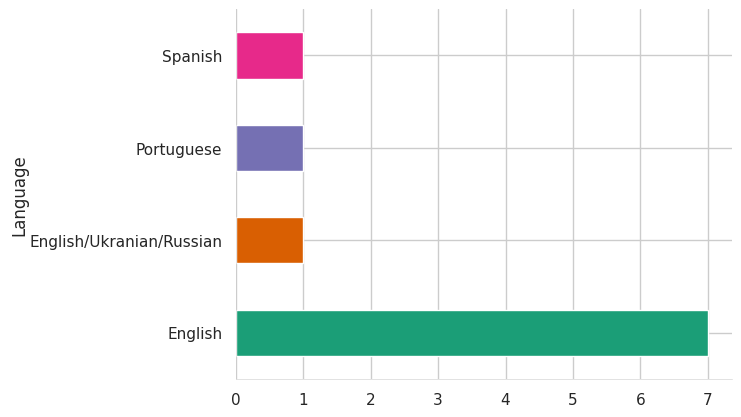 Spanish
Portuguese
English/Ukranian/Russian
English
Language
0 1 2 3 4 5 6 7